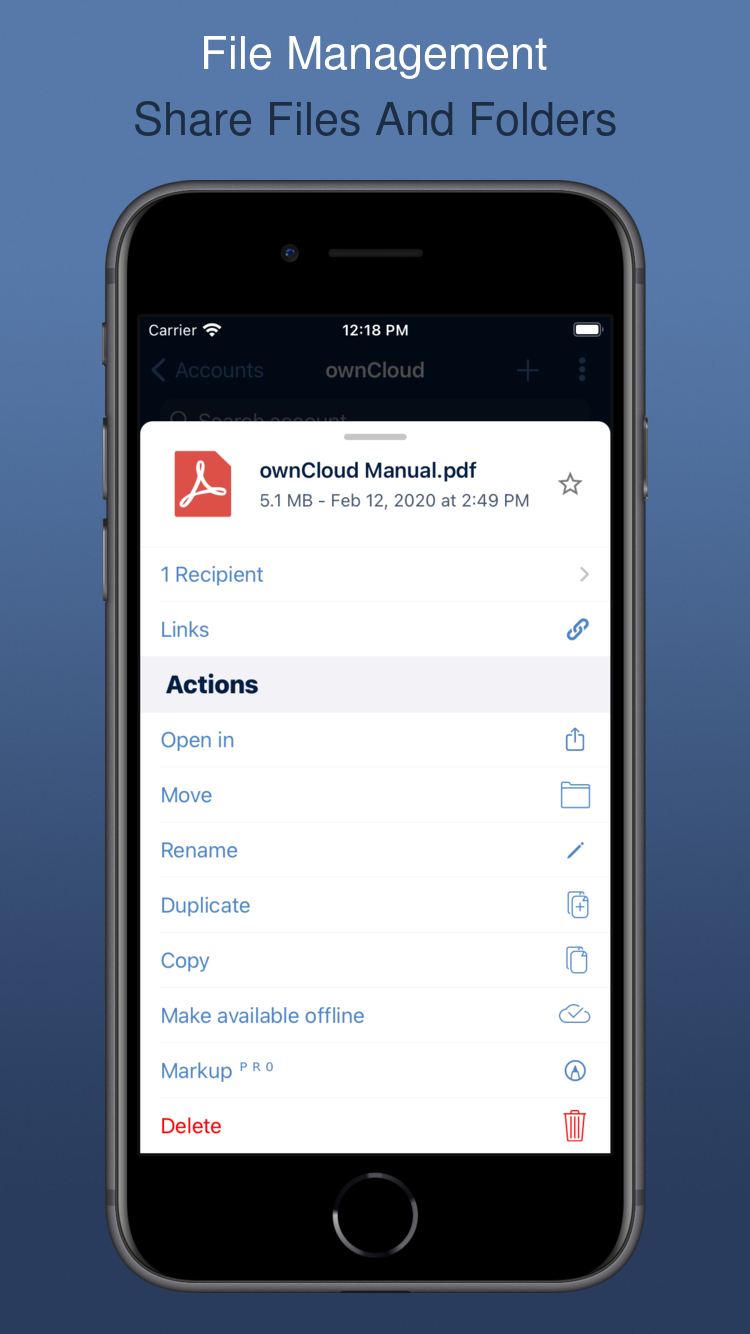 File Management
Share Files And Folders
Carrier 12:18 PM
Accounts ownCloud
Search account
ownCloud Manual.pdf
5.1 MB - Feb 12, 2020 at 2:49 PM
1 Recipient
Links
Actions
Open in
Move
Rename
Duplicate
Copy
Make available offline
Markup PRO
Delete